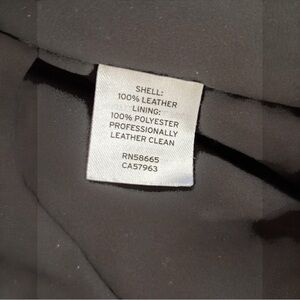 SHELL:
100% LEATHER
LINING:
100% POLYESTER
PROFESSIONALLY
LEATHER CLEAN
RN58665
CA57963